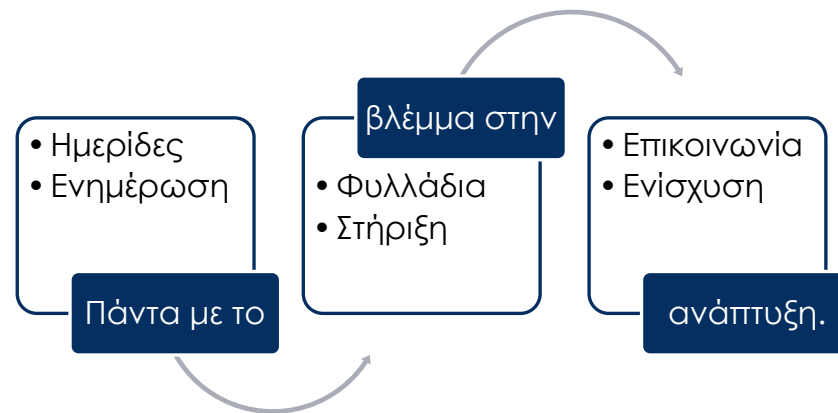 • Ημερίδες
• Ενημέρωση
Πάντα με το
βλέμμα στην
• Φυλλάδια
• Στήριξη
• Επικοινωνία
• Ενίσχυση
ανάπτυξη.